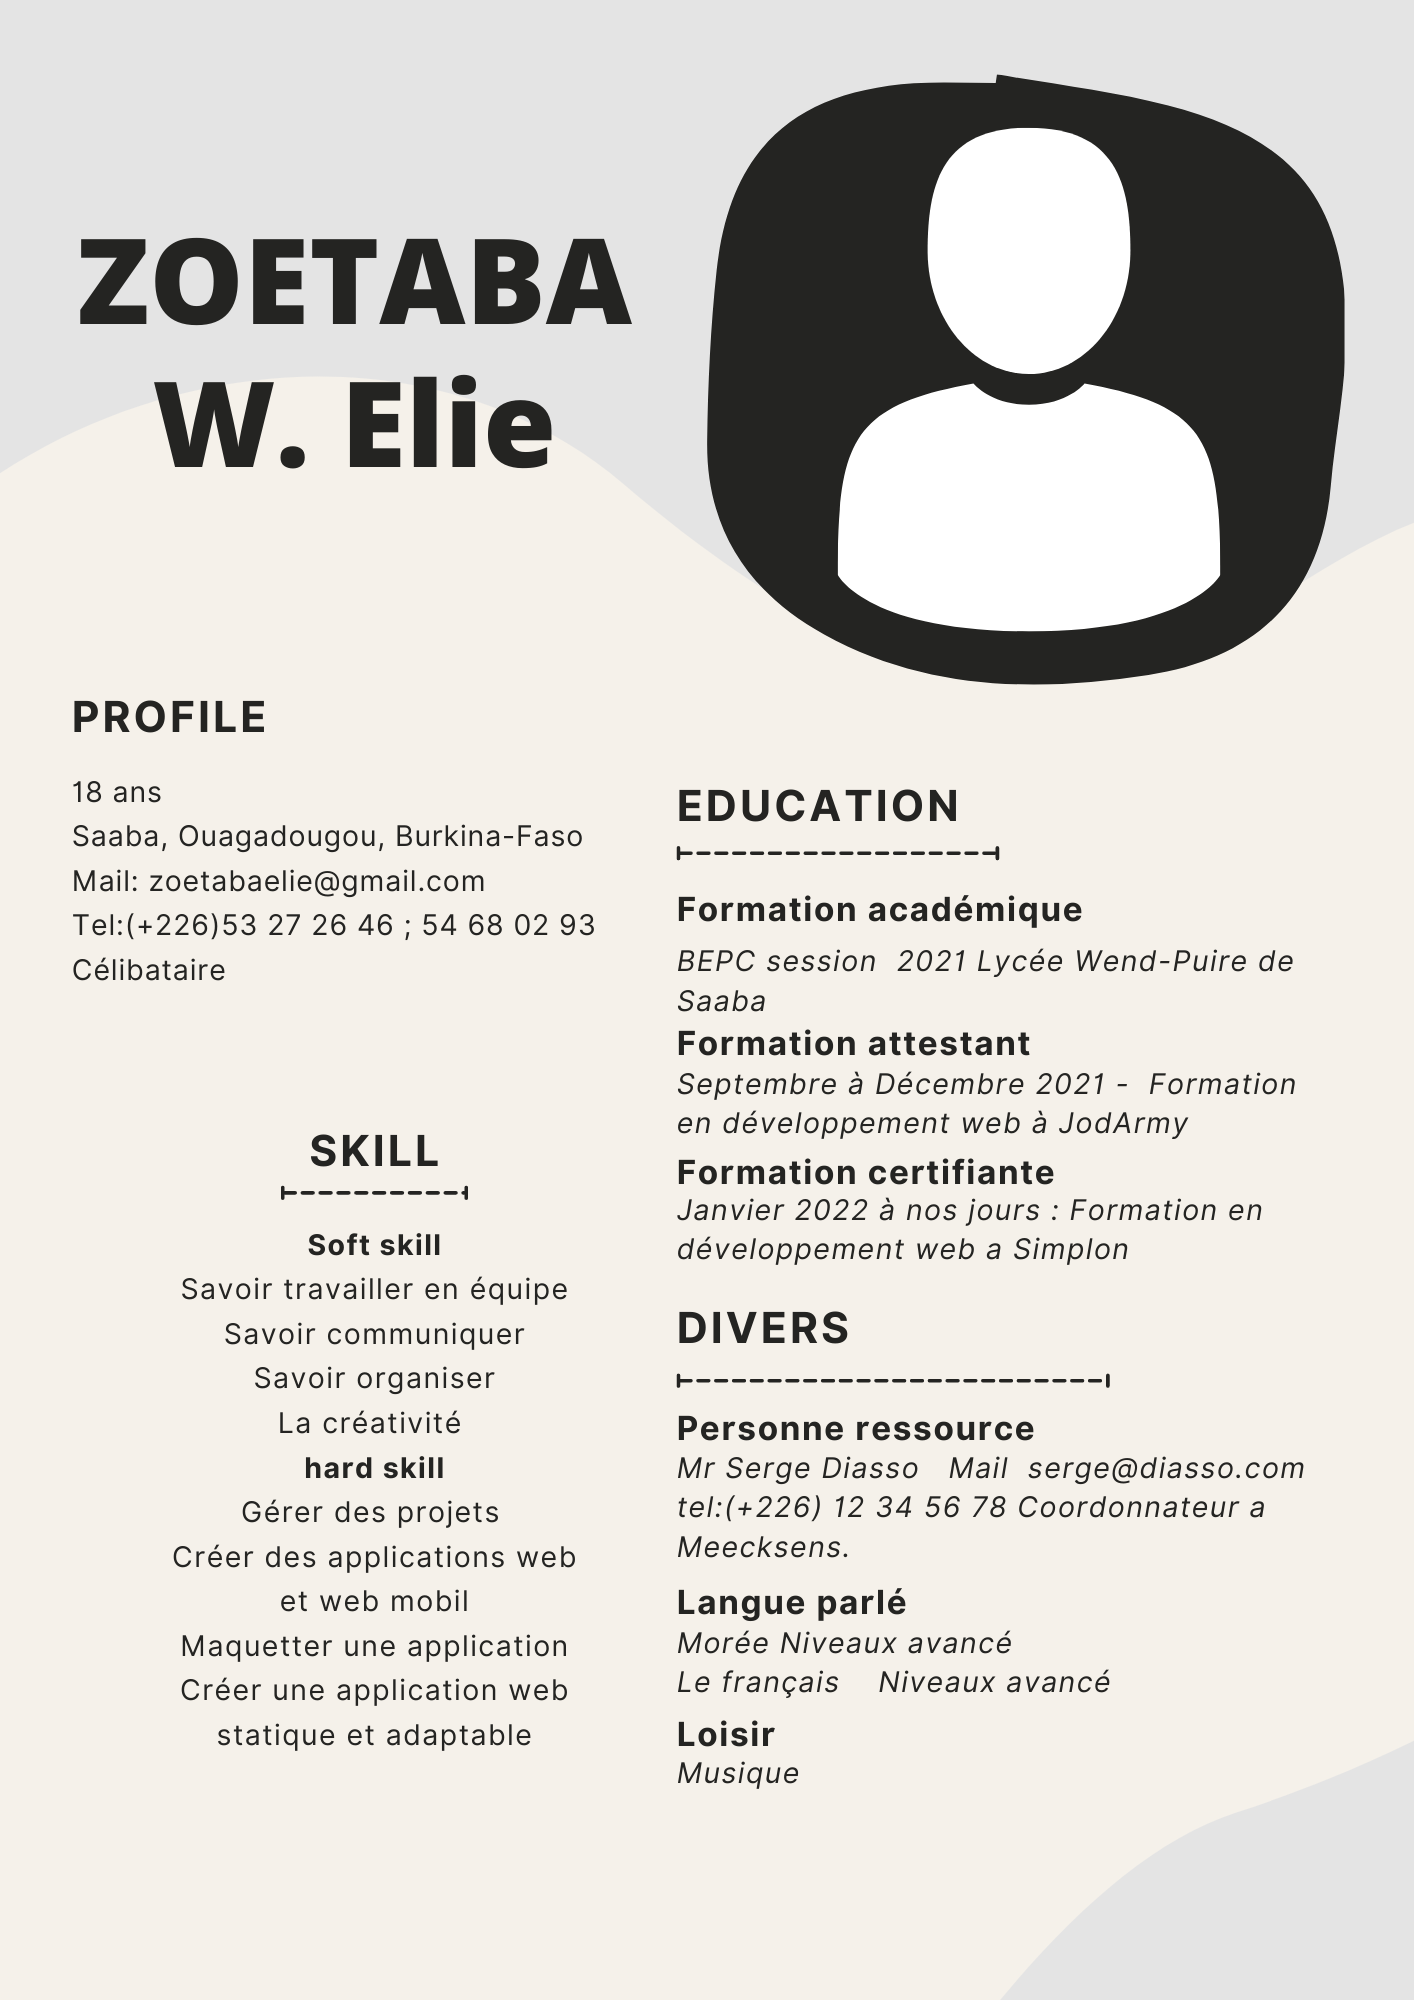 ZOETABA
W. Elie
PROFILE
18 ans
Saaba, Ouagadougou, Burkina-Faso
Mail: zoetabaelie@gmail.com
Tel:(+226)53 27 26 46 ; 54 68 02 93
Célibataire
SKILL
Soft skill
Savoir travailler en équipe
Savoir communiquer
Savoir organiser
La créativité
hard skill
Gérer des projets
Créer des applications web
et web mobil
Maquetter une application
Créer une application web
statique et adaptable
EDUCATION
Formation académique
BEPC session 2021 Lycée Wend-Puire de
Saaba
Formation attestant
Septembre à Décembre 2021 - Formation
en développement web à JodArmy
Formation certifiante
Janvier 2022 à nos jours : Formation en
développement web a Simplon
DIVERS
Personne ressource
Mr Serge Diasso Mail serge@diasso.com
tel:(+226) 12 34 56 78 Coordonnateur a
Meecksens.
Langue parlé
Morée Niveaux avancé
Le français Niveaux avancé
Loisir
Musique